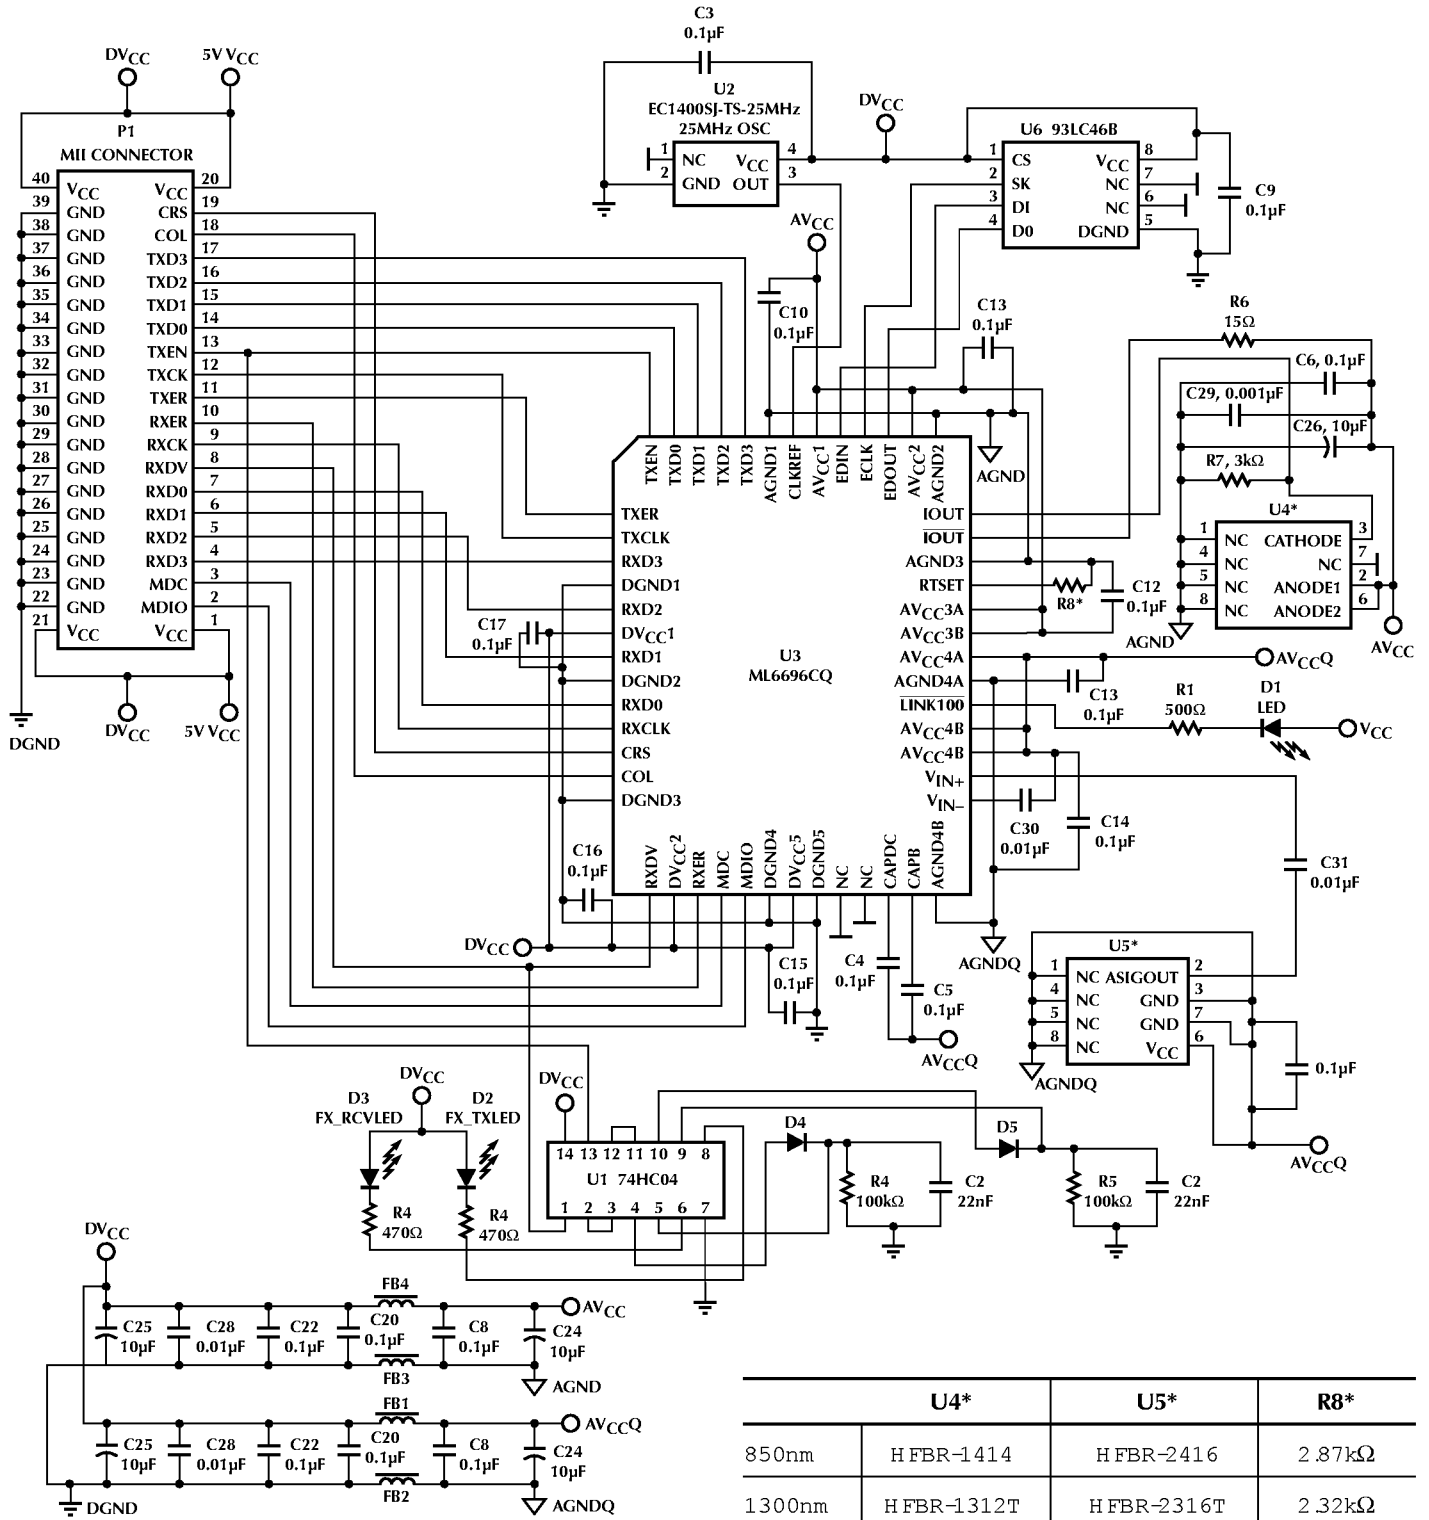 C3
0.1µF
DVCC
5V VCC
P1
MII CONNECTOR
40 VCC VCC 20
39 GND CRS 19
38 GND COL 18
37 GND TXD3 17
36 GND TXD2 16
35 GND TXD1 15
34 GND TXD0 14
33 GND TXEN 13
32 GND TXCK 12
31 GND TXER 11
30 GND RXER 10
29 GND RXCK 9
28 GND RXDV 8
27 GND RXD0 7
26 GND RXD1 6
25 GND RXD2 5
24 GND RXD3 4
23 GND MDC 3
22 GND MDIO 2
21 VCC VCC 1
DGND
DVCC
5V VCC
U2
EC1400SJ-TS-25MHz
25MHz OSC
1 NC VCC 4
2 GND OUT 3
DVCC
U6 93LC46B
1 CS VCC 8
2 SK NC 7
3 DI NC 6
4 D0 DGND 5
C9
0.1µF
AVCC
C10
0.1µF
C13
0.1µF
AGND
R6
15Ω
C6, 0.1µF
C29, 0.001µF
C26, 10µF
R7, 3kΩ
U4*
1 NC CATHODE 3
4 NC NC 7
5 NC ANODE1 2
8 NC ANODE2 6
AGND
AVCC
TXEN
TXD0
TXD1
TXD2
TXD3
AGND1
CLKREF
AVCC1
EDIN
ECLK
EDOUT
AVCC2
AGND2
TXER
TXCLK
RXD3
DGND1
RXD2
DVCC1
RXD1
DGND2
RXD0
RXCLK
CRS
COL
DGND3
U3
ML6696CQ
IOUT
IOUT
AGND3
RTSET
AVCC3A
AVCC3B
AVCC4A
AGND4A
LINK100
AVCC4B
AVCC4B
VIN+
VIN–
RXDV
DVCC2
RXER
MDC
MDIO
DGND4
DVCC5
DGND5
NC
NC
CAPDC
CAPB
AGND4B
C17
0.1µF
C16
0.1µF
DVCC
C15
0.1µF
C4
0.1µF
C5
0.1µF
AVCCQ
R8*
C12
0.1µF
AVCCQ
C13
0.1µF
R1
500Ω
D1
LED
VCC
C30
0.01µF
C14
0.1µF
C31
0.01µF
AGNDQ
U5*
1 NC ASIGOUT 2
4 NC GND 3
5 NC GND 7
8 NC VCC 6
AGNDQ
0.1µF
AVCCQ
D3
FX_RCVLED
DVCC
D2
FX_TXLED
R4
470Ω
R4
470Ω
DVCC
14 13 12 11 10 9 8
U1 74HC04
1 2 3 4 5 6 7
D4
R4
100kΩ
C2
22nF
D5
R5
100kΩ
C2
22nF
DVCC
FB4
AVCC
C25
10µF
C28
0.01µF
C22
0.1µF
C20
0.1µF
C8
0.1µF
C24
10µF
FB3
AGND
FB1
AVCCQ
C25
10µF
C28
0.01µF
C22
0.1µF
C20
0.1µF
C8
0.1µF
C24
10µF
FB2
DGND
AGNDQ
U4* U5* R8*
850nm HFBR-1414 HFBR-2416 2.87kΩ
1300nm HFBR-1312T HFBR-2316T 2.32kΩ